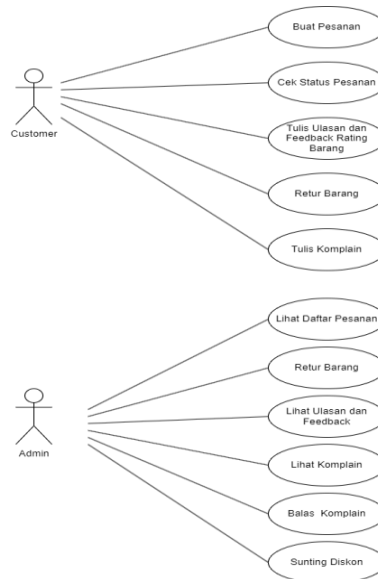 Buat Pesanan
Cek Status Pesanan
Customer
Tulis Ulasan dan
Feedback Rating
Barang
Retur Barang
Tulis Komplain
Lihat Daftar Pesanan
Retur Barang
Lihat Ulasan dan
Feedback
Admin
Lihat Komplain
Balas Komplain
Sunting Diskon